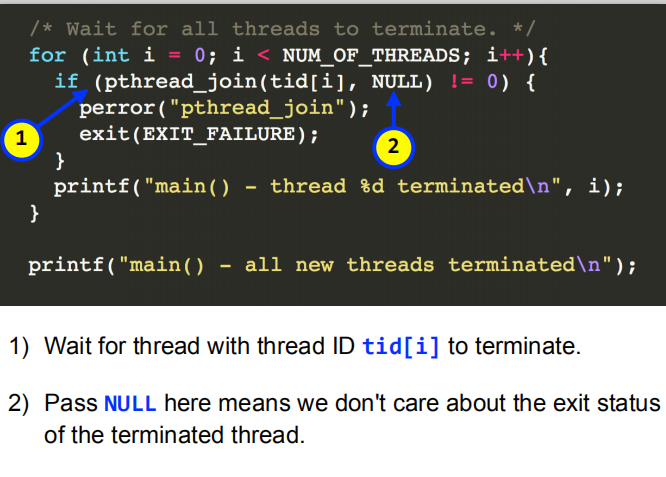 /* Wait for all threads to terminate. */
for (int i = 0; i < NUM_OF_THREADS; i++){
if (pthread_join(tid[i], NULL) != 0) {
perror("pthread_join");
exit(EXIT_FAILURE);
1
2
}
printf("main() - thread %d terminated\n", i);
}
printf("main() - all new threads terminated\n");
1) Wait for thread with thread ID tid[i] to terminate.
2) Pass NULL here means we don't care about the exit status
of the terminated thread.